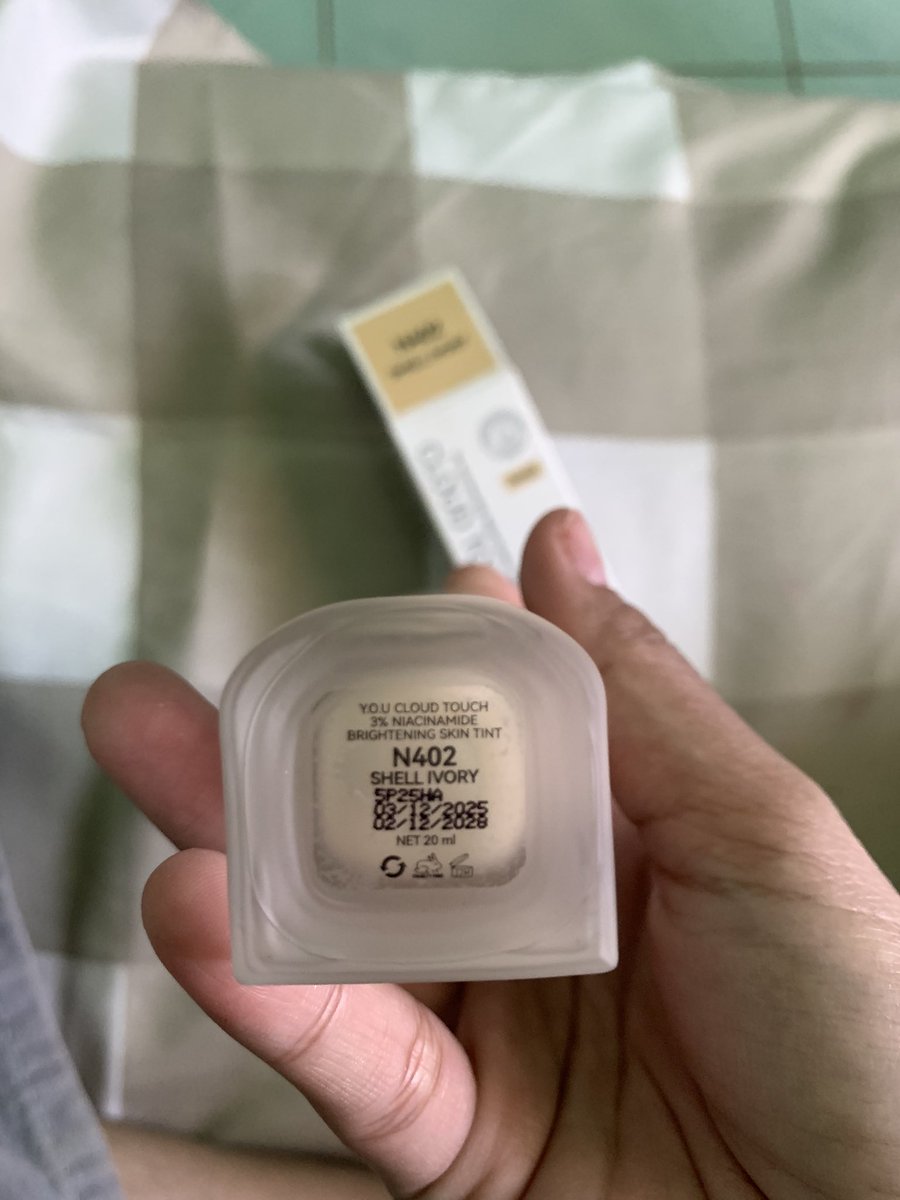 Y.O.U CLOUD TOUCH
3% NIACINAMIDE
BRIGHTENING SKIN TINT
N402
SHELL IVORY
5P25HA
03/12/2025
02/12/2028
NET 20 ml
12M